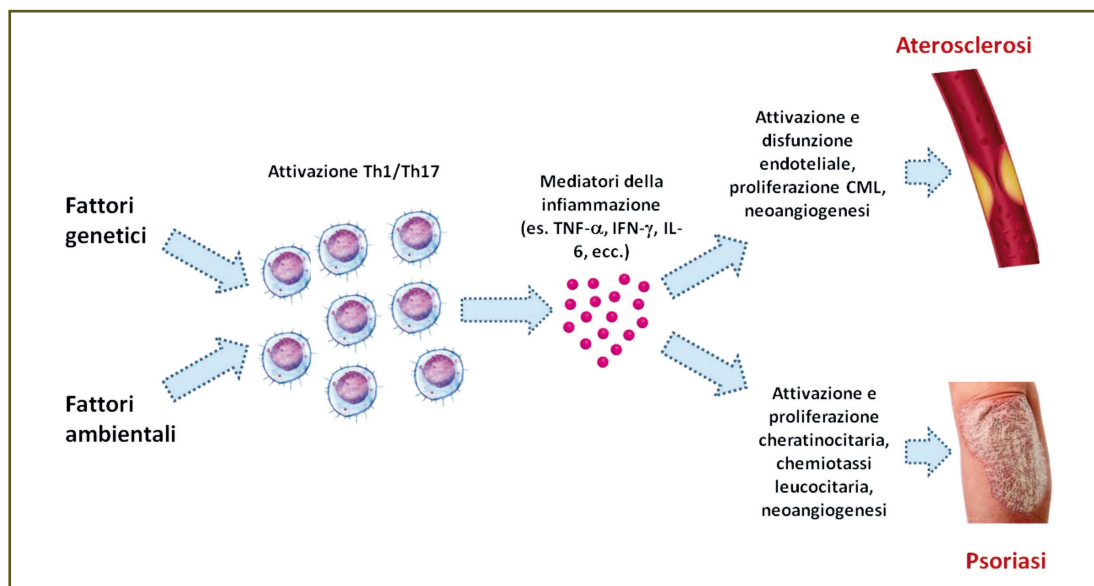 Fattori
genetici
Fattori
ambientali
Attivazione Th1/Th17
Mediatori della
infiammazione
(es. TNF-α, IFN-γ, IL-
6, ecc.)
Attivazione e
disfunzione
endoteliale,
proliferazione CML,
neoangiogenesi
Aterosclerosi
Attivazione e
proliferazione
cheratinocitaria,
chemiotassi
leucocitaria,
neoangiogenesi
Psoriasi